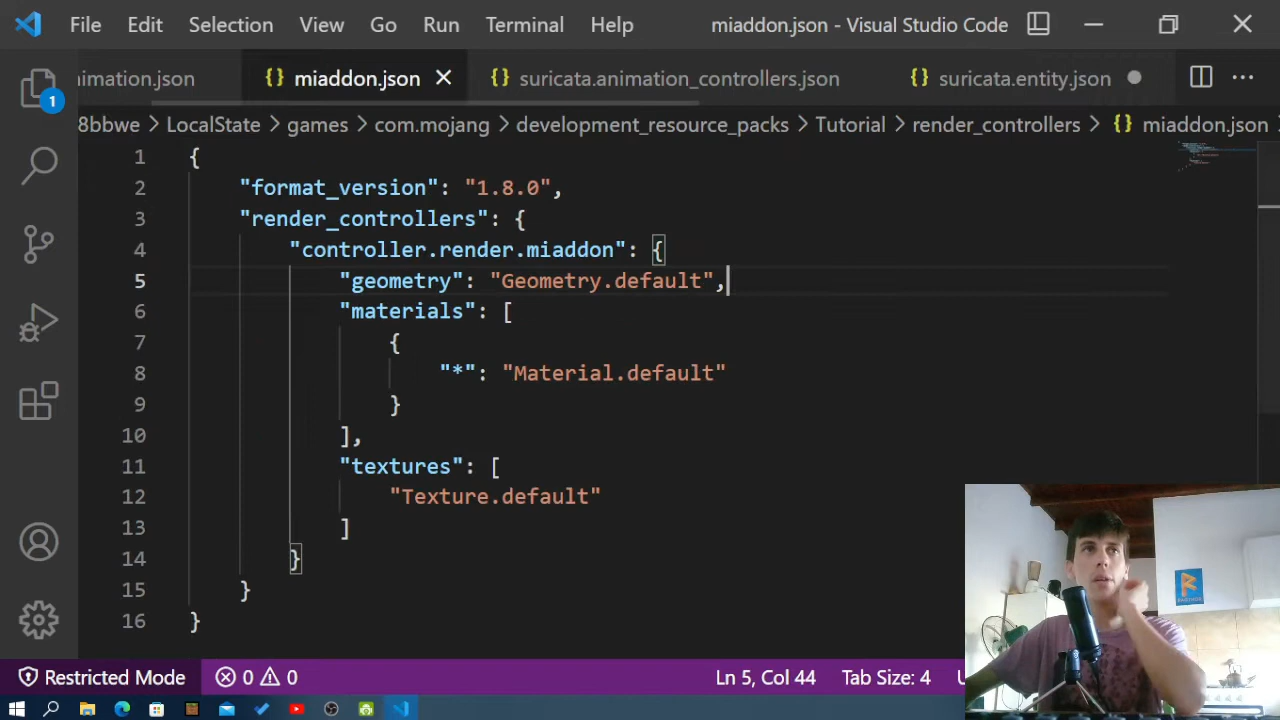 File Edit Selection View Go Run Terminal Help miaddon.json - Visual Studio Code
nimation.json {} miaddon.json {} suricata.animation_controllers.json {} suricata.entity.json
1
8bbwe > LocalState > games > com.mojang > development_resource_packs > Tutorial > render_controllers > {} miaddon.json
1 {
2 "format_version": "1.8.0",
3 "render_controllers": {
4 "controller.render.miaddon": {
5 "geometry": "Geometry.default",
6 "materials": [
7 {
8 "*": "Material.default"
9 }
10 ],
11 "textures": [
12 "Texture.default"
13 ]
14 }
15 }
16 }
Restricted Mode 0 0 Ln 5, Col 44 Tab Size: 4